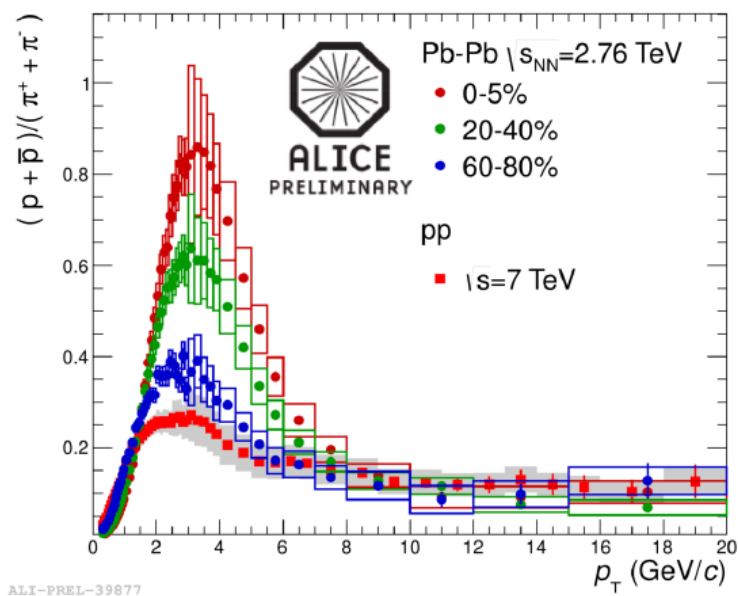 (p + p̅)/(π⁺ + π⁻)
1
0.8
0.6
0.4
0.2
0 2 4 6 8 10 12 14 16 18 20
p_T (GeV/c)
ALICE
PRELIMINARY
Pb-Pb √s_NN=2.76 TeV
0-5%
20-40%
60-80%
pp
√s=7 TeV
ALI-PREL-39877